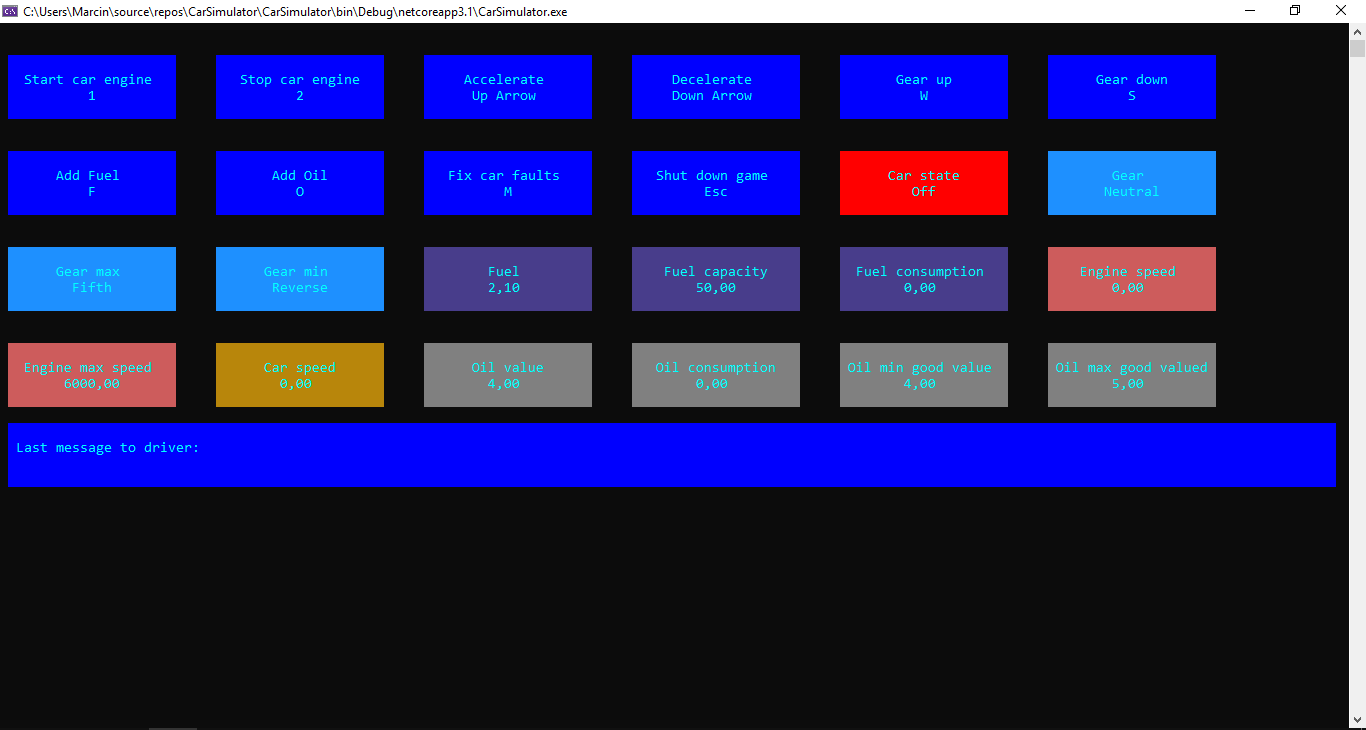 C:\Users\Marcin\source\repos\CarSimulator\CarSimulator\bin\Debug\netcoreapp3.1\CarSimulator.exe
Start car engine
1
Stop car engine
2
Accelerate
Up Arrow
Decelerate
Down Arrow
Gear up
W
Gear down
S
Add Fuel
F
Add Oil
O
Fix car faults
M
Shut down game
Esc
Car state
Off
Gear
Neutral
Gear max
Fifth
Gear min
Reverse
Fuel
2,10
Fuel capacity
50,00
Fuel consumption
0,00
Engine speed
0,00
Engine max speed
6000,00
Car speed
0,00
Oil value
4,00
Oil consumption
0,00
Oil min good value
4,00
Oil max good valued
5,00
Last message to driver: